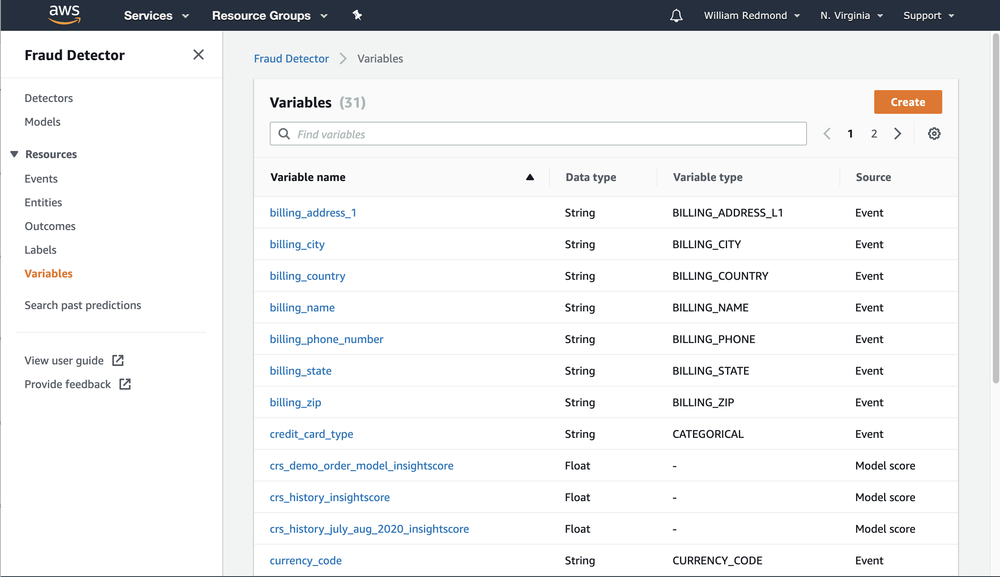 aws Services Resource Groups William Redmond N. Virginia Support
Fraud Detector
Detectors
Models
Resources
Events
Entities
Outcomes
Labels
Variables
Search past predictions
View user guide
Provide feedback
Fraud Detector Variables
Variables (31)
Create
Find variables
1 2
Variable name Data type Variable type Source
billing_address_1 String BILLING_ADDRESS_L1 Event
billing_city String BILLING_CITY Event
billing_country String BILLING_COUNTRY Event
billing_name String BILLING_NAME Event
billing_phone_number String BILLING_PHONE Event
billing_state String BILLING_STATE Event
billing_zip String BILLING_ZIP Event
credit_card_type String CATEGORICAL Event
crs_demo_order_model_insightscore Float - Model score
crs_history_insightscore Float - Model score
crs_history_july_aug_2020_insightscore Float - Model score
currency_code String CURRENCY_CODE Event